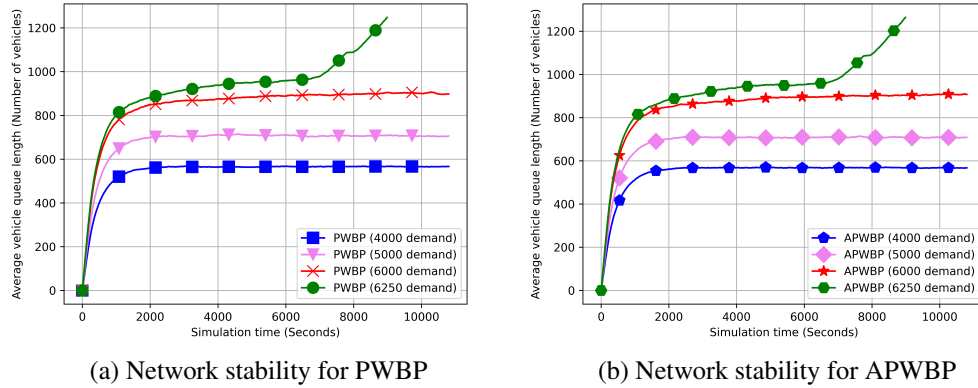 Average vehicle queue length (Number of vehicles)
1200
1000
800
600
400
200
0
0 2000 4000 6000 8000 10000
Simulation time (Seconds)
PWBP (4000 demand)
PWBP (5000 demand)
PWBP (6000 demand)
PWBP (6250 demand)
(a) Network stability for PWBP
Average vehicle queue length (Number of vehicles)
1200
1000
800
600
400
200
0
0 2000 4000 6000 8000 10000
Simulation time (Seconds)
APWBP (4000 demand)
APWBP (5000 demand)
APWBP (6000 demand)
APWBP (6250 demand)
(b) Network stability for APWBP